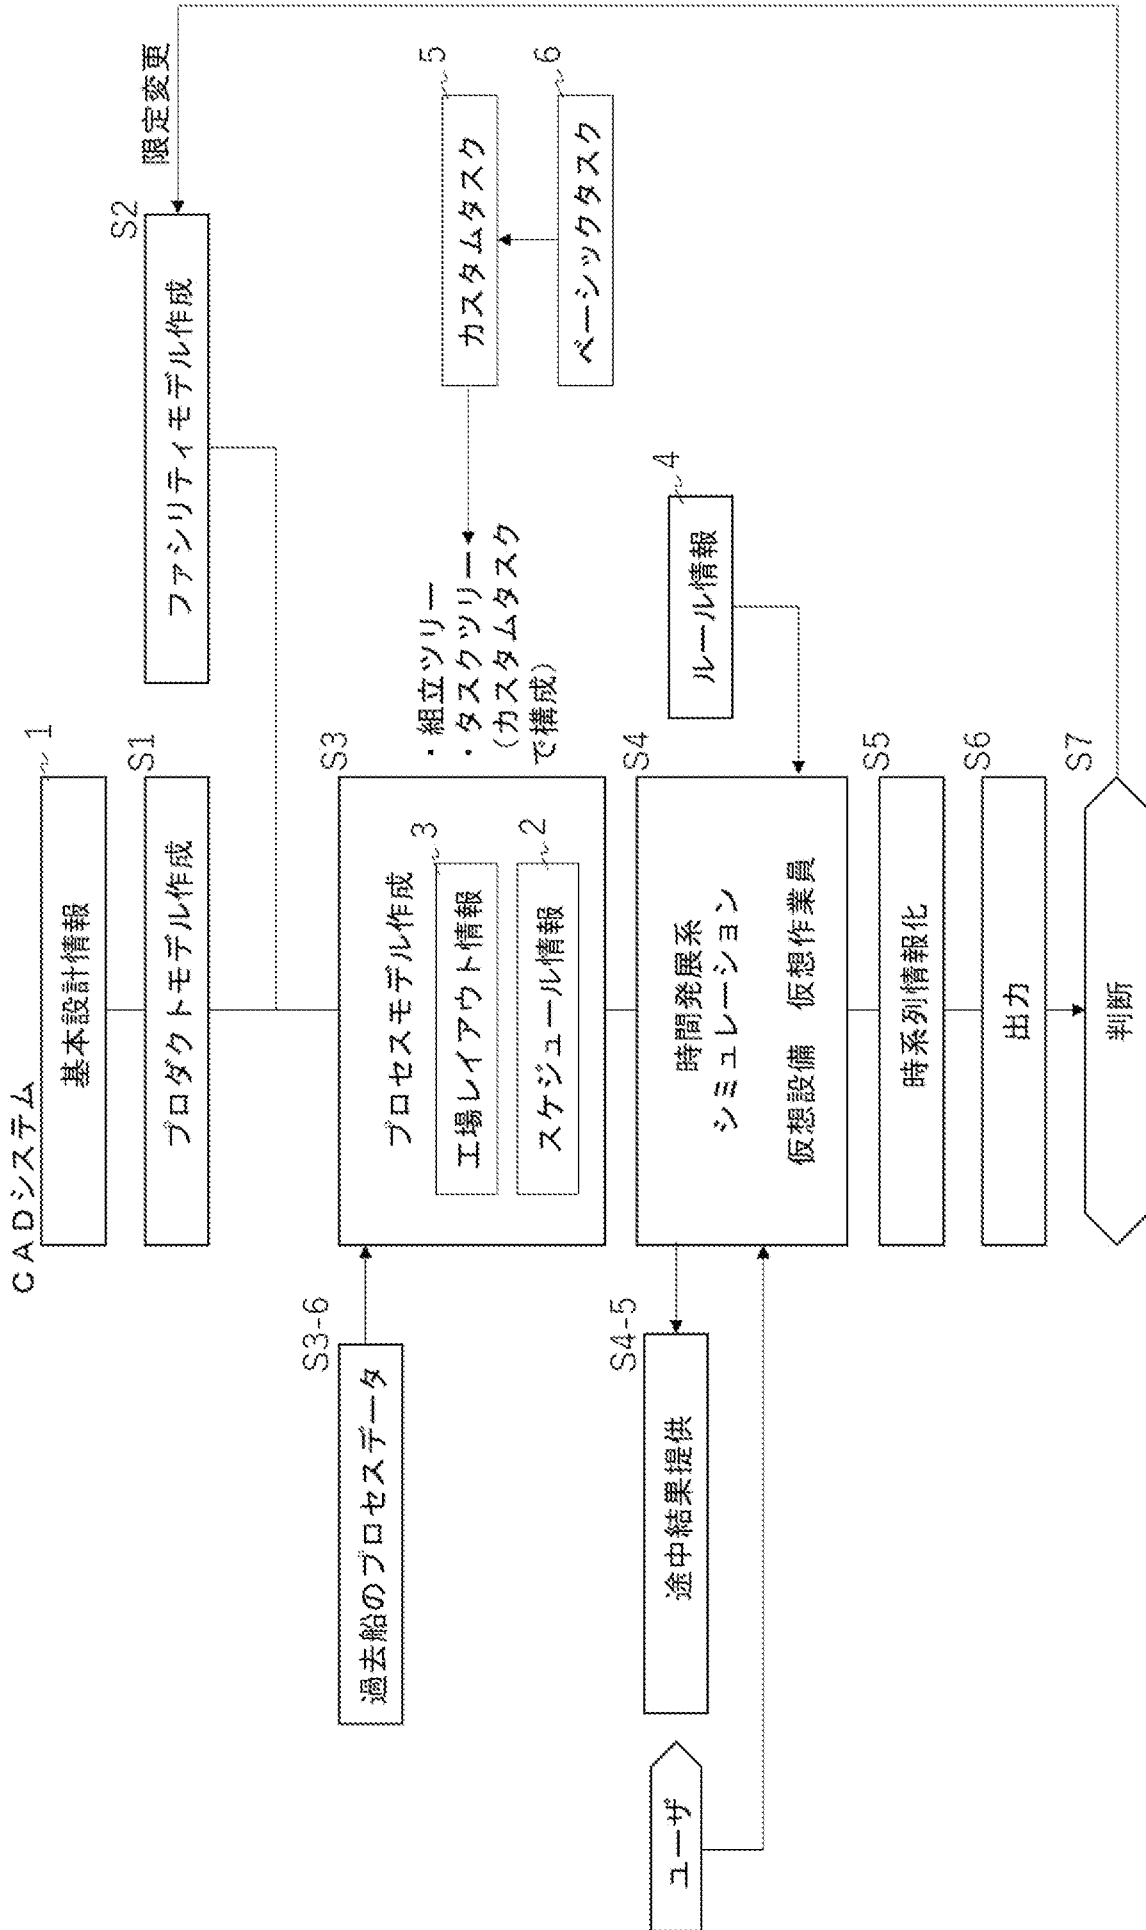 CADシステム
基本設計情報
1
プロダクトモデル作成
S1
ファシリティモデル作成
S2
限定変更
過去船のプロセスデータ
S3-6
プロセスモデル作成
S3
工場レイアウト情報
3
スケジュール情報
2
・組立ツリー
・タスクツリー
(カスタムタスク
で構成)
カスタムタスク
5
ベーシックタスク
6
ユーザ
途中結果提供
S4-5
時間発展系
シミュレーション
仮想設備 仮想作業員
S4
ルール情報
4
時系列情報化
S5
出力
S6
判断
S7